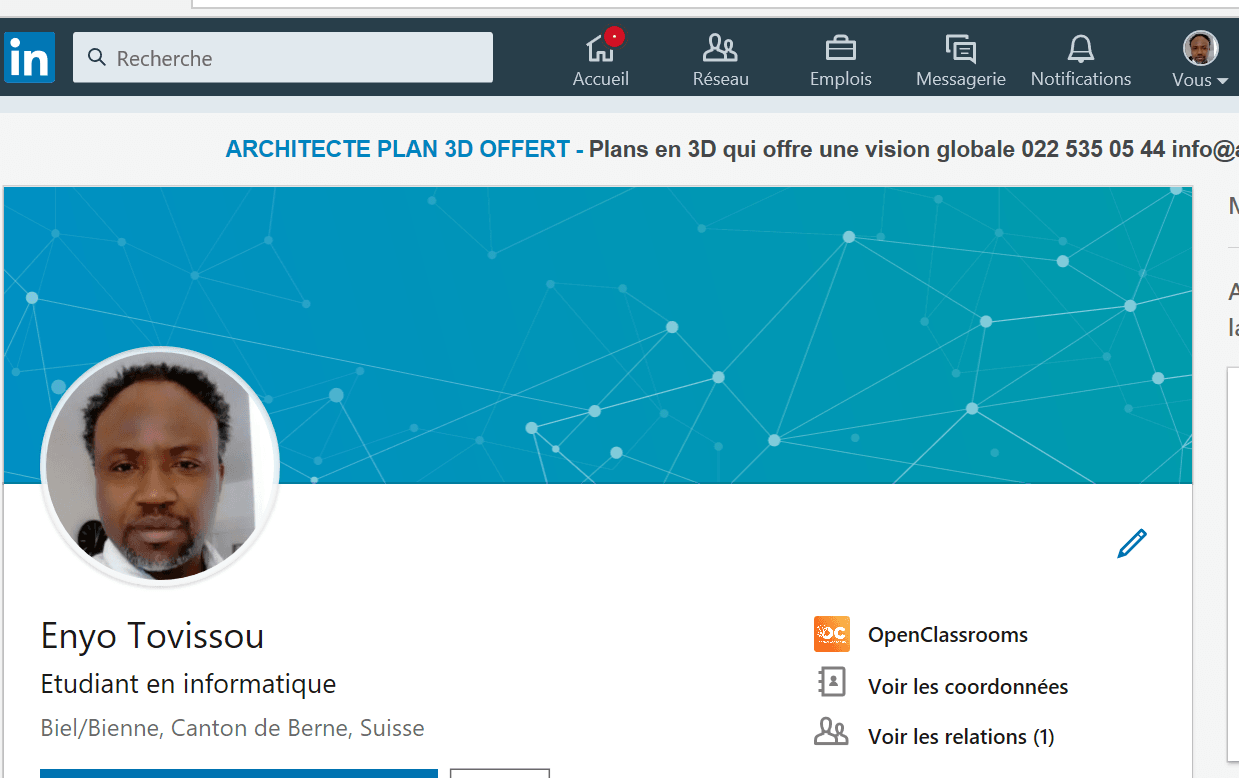 in
Recherche
Accueil
Réseau
Emplois
Messagerie
Notifications
Vous
ARCHITECTE PLAN 3D OFFERT - Plans en 3D qui offre une vision globale 022 535 05 44 info@a
OC
Enyo Tovissou
Etudiant en informatique
Biel/Bienne, Canton de Berne, Suisse
OpenClassrooms
Voir les coordonnées
Voir les relations (1)